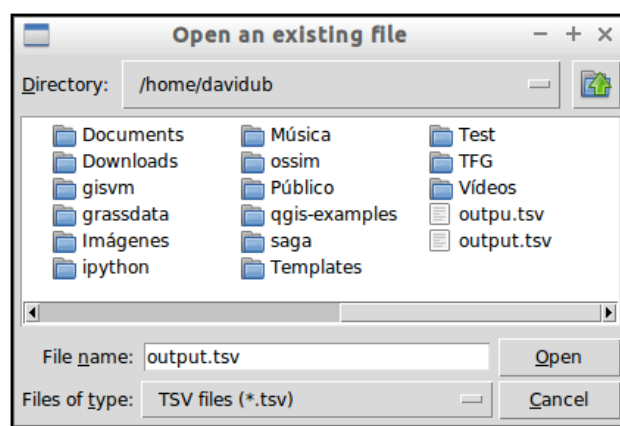 Open an existing file
Directory: /home/davidub
Documents Música Test
Downloads ossim TFG
gisvm Público Vídeos
grassdata qgis-examples outpu.tsv
Imágenes saga output.tsv
ipython Templates
File name: output.tsv Open
Files of type: TSV files (*.tsv) Cancel